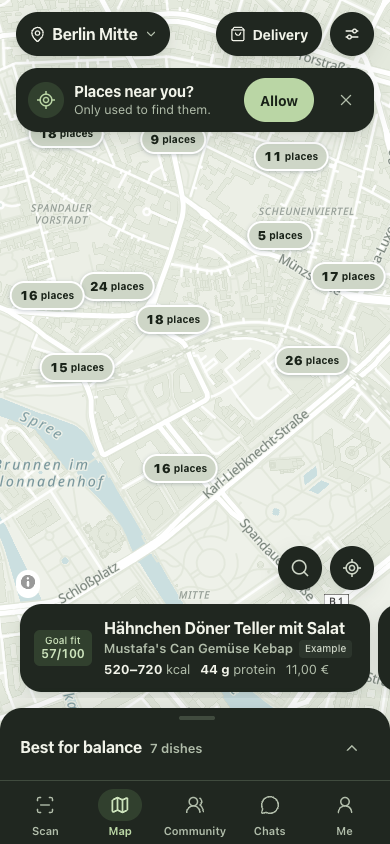 Berlin Mitte
Delivery
Places near you?
Only used to find them.
Allow
18 places
9 places
11 places
SPANDAUER
VORSTADT
SCHEUNENVIERTEL
5 places
Münzs
17 places
24 places
16 places
18 places
26 places
15 places
Spree
Brunnen im
16 places
Karl-Liebknecht-Straße
Schloßplatz
MITTE
B 1
Goal fit
57/100
Hähnchen Döner Teller mit Salat
Mustafa's Can Gemüse Kebap Example
520–720 kcal 44 g protein 11,00 €
Best for balance 7 dishes
Scan
Map
Community
Chats
Me